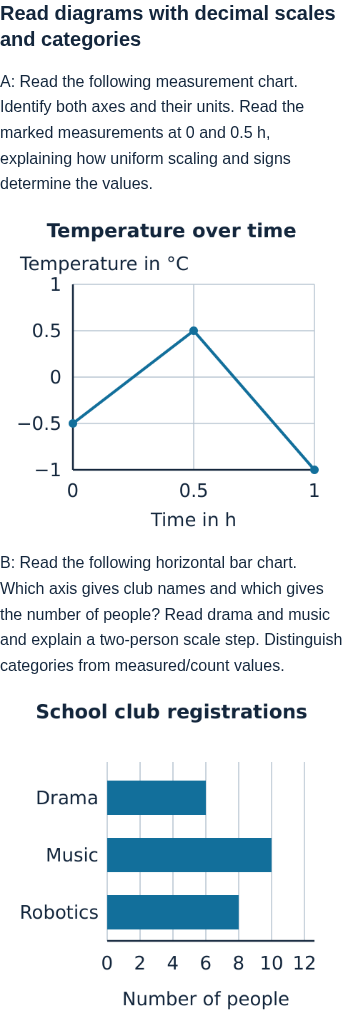 Read diagrams with decimal scales
and categories
A: Read the following measurement chart.
Identify both axes and their units. Read the
marked measurements at 0 and 0.5 h,
explaining how uniform scaling and signs
determine the values.
Temperature over time
Temperature in °C
1
0.5
0
−0.5
−1
0 0.5 1
Time in h
B: Read the following horizontal bar chart.
Which axis gives club names and which gives
the number of people? Read drama and music
and explain a two-person scale step. Distinguish
categories from measured/count values.
School club registrations
Drama
Music
Robotics
0 2 4 6 8 10 12
Number of people